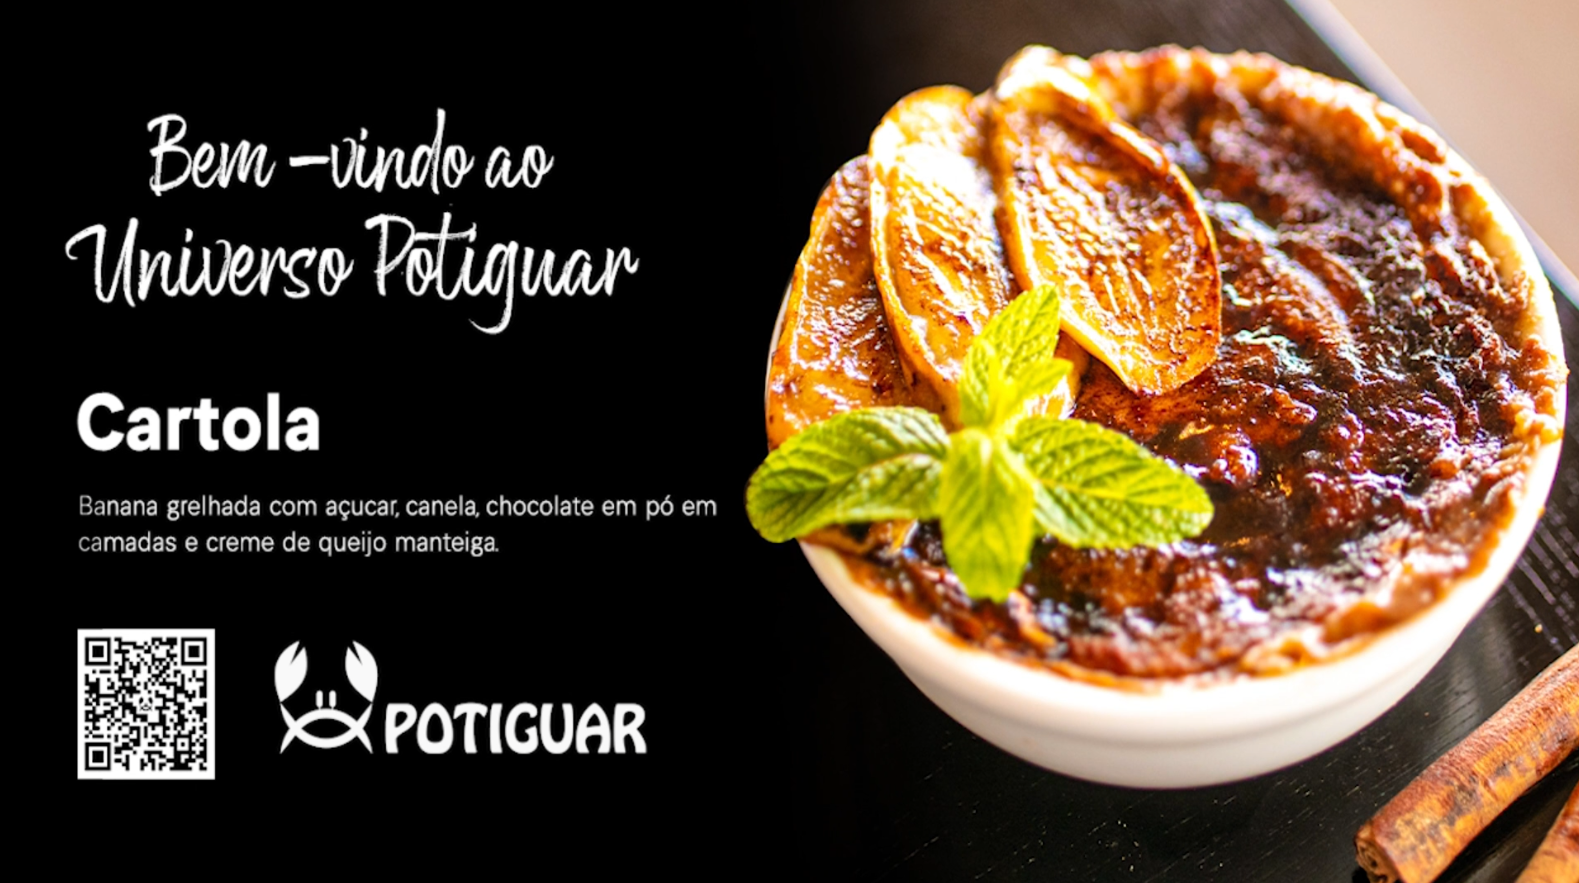 Bem -vindo ao
Universo Potiguar
Cartola
Banana grelhada com açucar, canela, chocolate em pó em
camadas e creme de queijo manteiga.
POTIGUAR